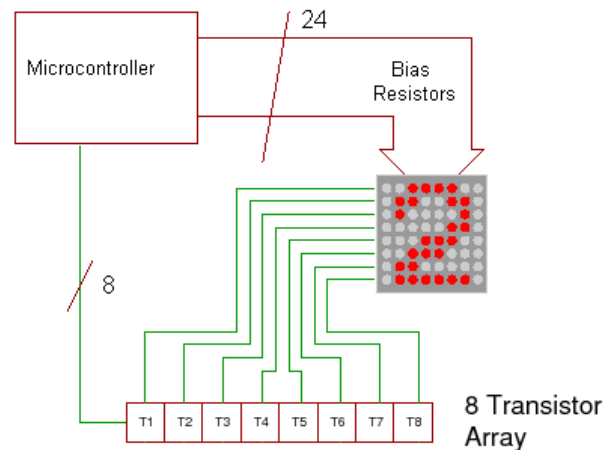 24
Microcontroller
Bias
Resistors
8
T1 T2 T3 T4 T5 T6 T7 T8
8 Transistor
Array